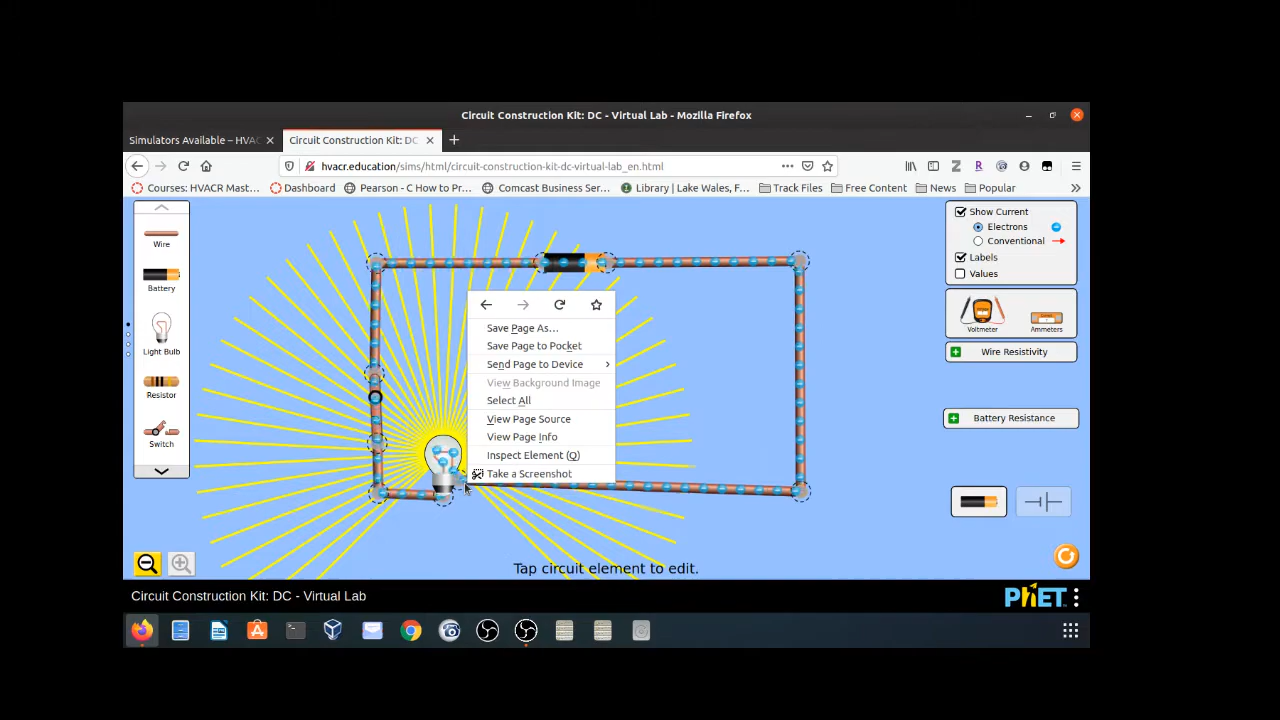 Circuit Construction Kit: DC - Virtual Lab - Mozilla Firefox
Simulators Available – HVAC
Circuit Construction Kit: DC
hvacr.education/sims/html/circuit-construction-kit-dc-virtual-lab_en.html
Courses: HVACR Mast…
Dashboard
Pearson - C How to Pr…
Comcast Business Ser…
Library | Lake Wales, F…
Track Files
Free Content
News
Popular
Wire
Battery
Light Bulb
Resistor
Switch
Save Page As…
Save Page to Pocket
Send Page to Device
View Background Image
Select All
View Page Source
View Page Info
Inspect Element (Q)
Take a Screenshot
Show Current
Electrons
Conventional
Labels
Values
Voltmeter
Ammeters
Wire Resistivity
Battery Resistance
Tap circuit element to edit.
Circuit Construction Kit: DC - Virtual Lab
PhET